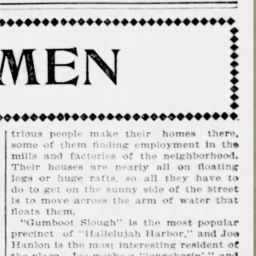 MEN
trious people make their homes there,
some of them finding employment in the
mills and factories of the neighborhood.
Their houses are nearly all on floating
logs or huge rafts, so all they have to
do to get on the sunny side of the street
is to move across the arm of water that
floats them.
"Gumboot Slough" is the most popular
precinct of "Hallelujah Harbor," and Joe
Hanlon is the most interesting resident of
the place. Joe